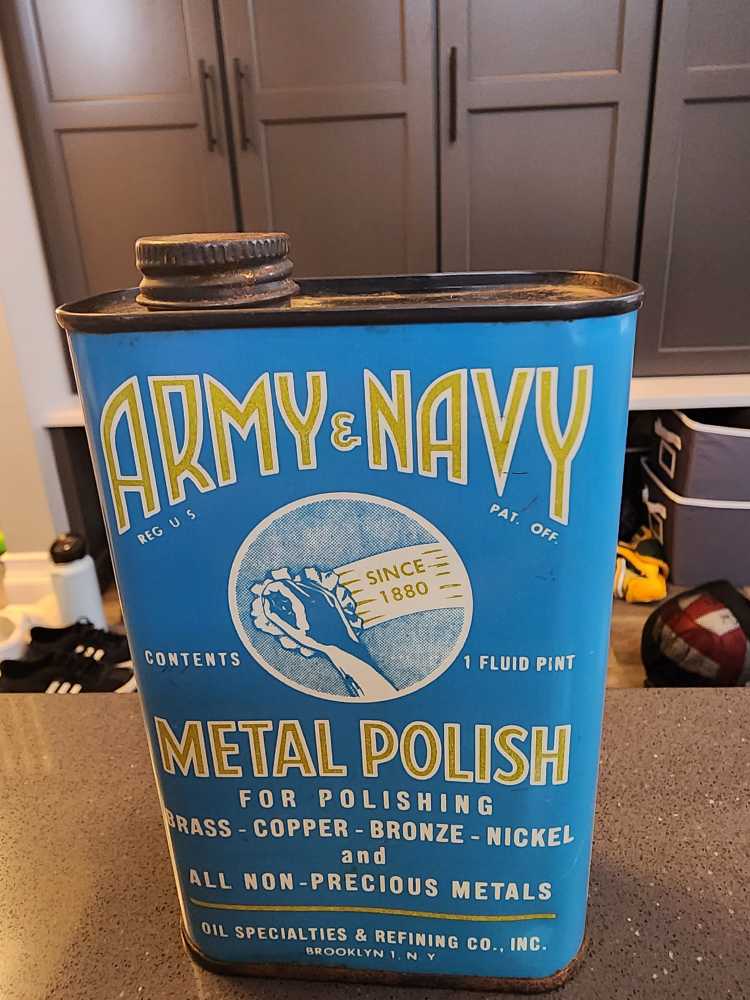 ARMY & NAVY
REG U S PAT. OFF.
SINCE
1880
CONTENTS 1 FLUID PINT
METAL POLISH
FOR POLISHING
BRASS - COPPER - BRONZE - NICKEL
and
ALL NON-PRECIOUS METALS
OIL SPECIALTIES & REFINING CO., INC.
BROOKLYN 1, N Y